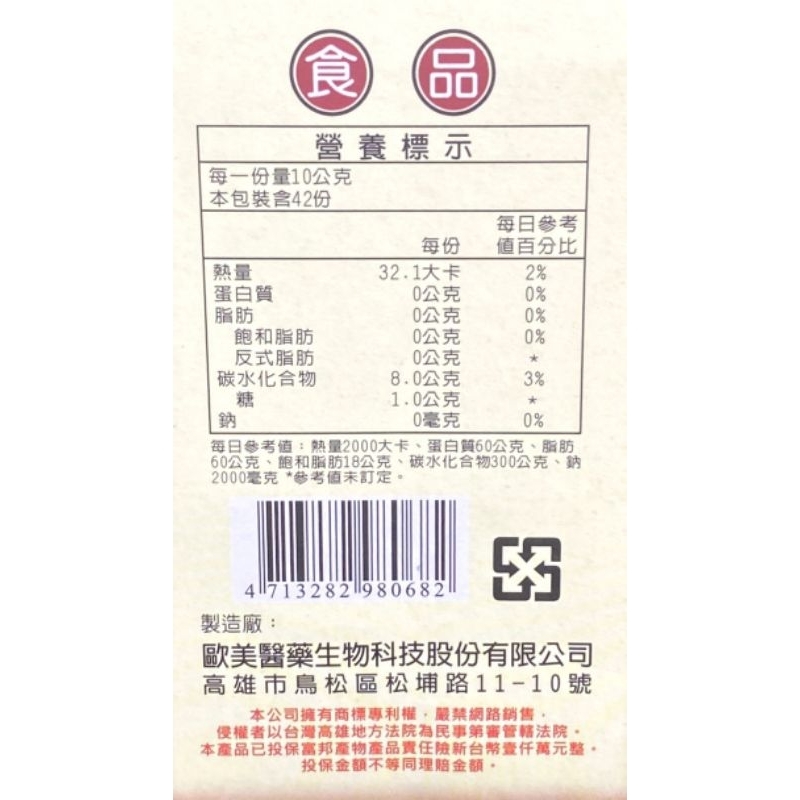 食 品
營養標示
每一份量10公克
本包裝含42份
每日參考
每份 值百分比
熱量 32.1大卡 2%
蛋白質 0公克 0%
脂肪 0公克 0%
飽和脂肪 0公克 0%
反式脂肪 0公克 *
碳水化合物 8.0公克 3%
糖 1.0公克 *
鈉 0毫克 0%
每日參考值：熱量2000大卡、蛋白質60公克、脂肪
60公克、飽和脂肪18公克、碳水化合物300公克、鈉
2000毫克 *參考值未訂定。
4 713282 980682
製造廠：
歐美醫藥生物科技股份有限公司
高雄市鳥松區松埔路11-10號
本公司擁有商標專利權，嚴禁網路銷售，
侵權者以台灣高雄地方法院為民事第審管轄法院。
本產品已投保富邦產物產品責任險新台幣壹仟萬元整。
投保金額不等同理賠金額。